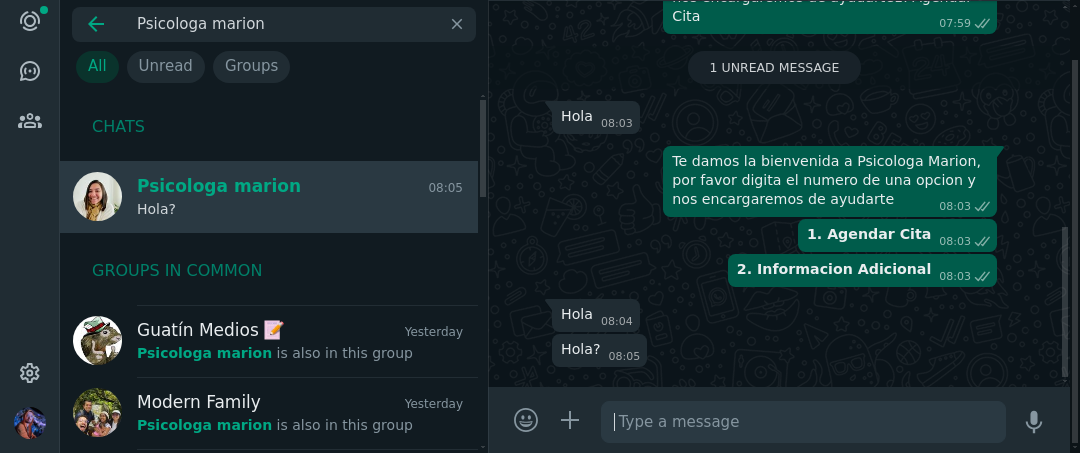 Psicologa marion
All
Unread
Groups
CHATS
Psicologa marion
08:05
Hola?
GROUPS IN COMMON
Guatín Medios 📝
Yesterday
Psicologa marion is also in this group
Modern Family
Yesterday
Psicologa marion is also in this group
Cita
07:59
1 UNREAD MESSAGE
Hola 08:03
Te damos la bienvenida a Psicologa Marion,
por favor digita el numero de una opcion y
nos encargaremos de ayudarte
08:03
1. Agendar Cita 08:03
2. Informacion Adicional 08:03
Hola 08:04
Hola? 08:05
Type a message